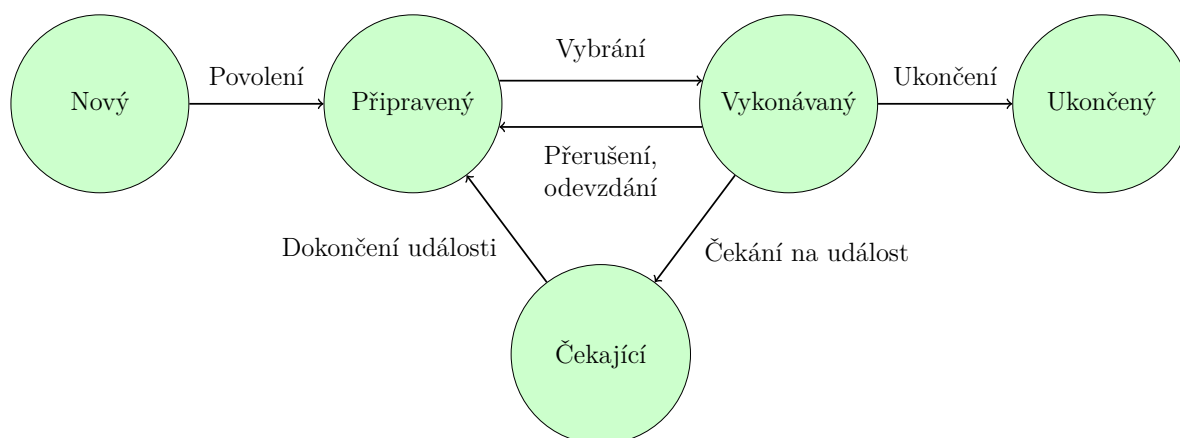 Nový
Povolení
Připravený
Vybrání
Přerušení,
odevzdání
Vykonávaný
Ukončení
Ukončený
Dokončení události
Čekání na událost
Čekající